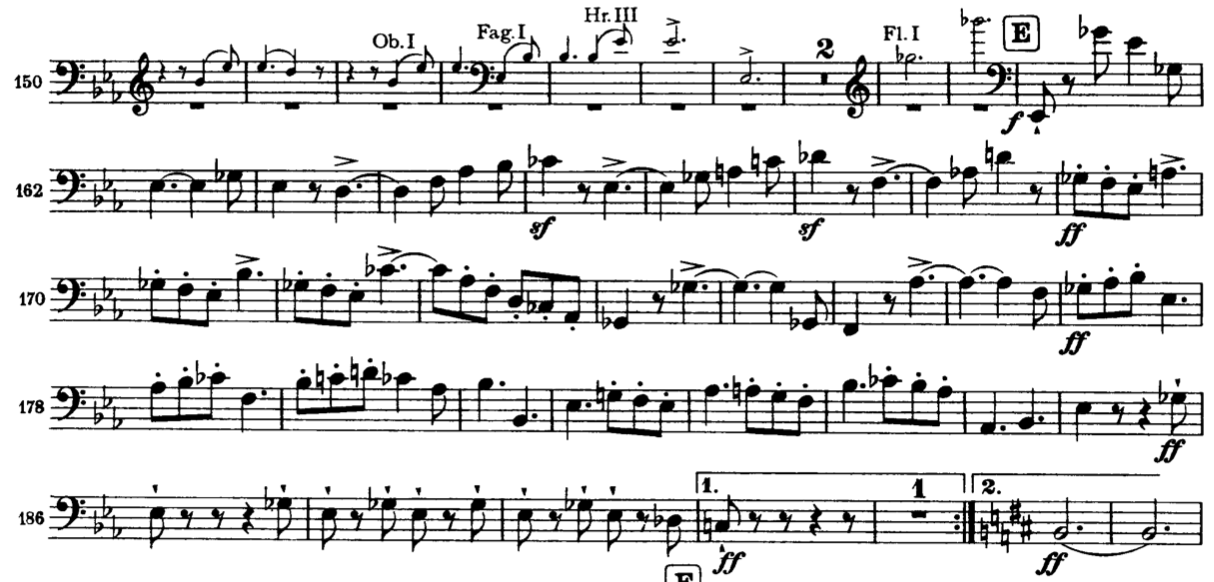 Hr. III
Ob. I Fag. I Fl. I E
150 2 f
162 sf sf ff
170 ff
178 ff
186 1. 1 2.
ff ff